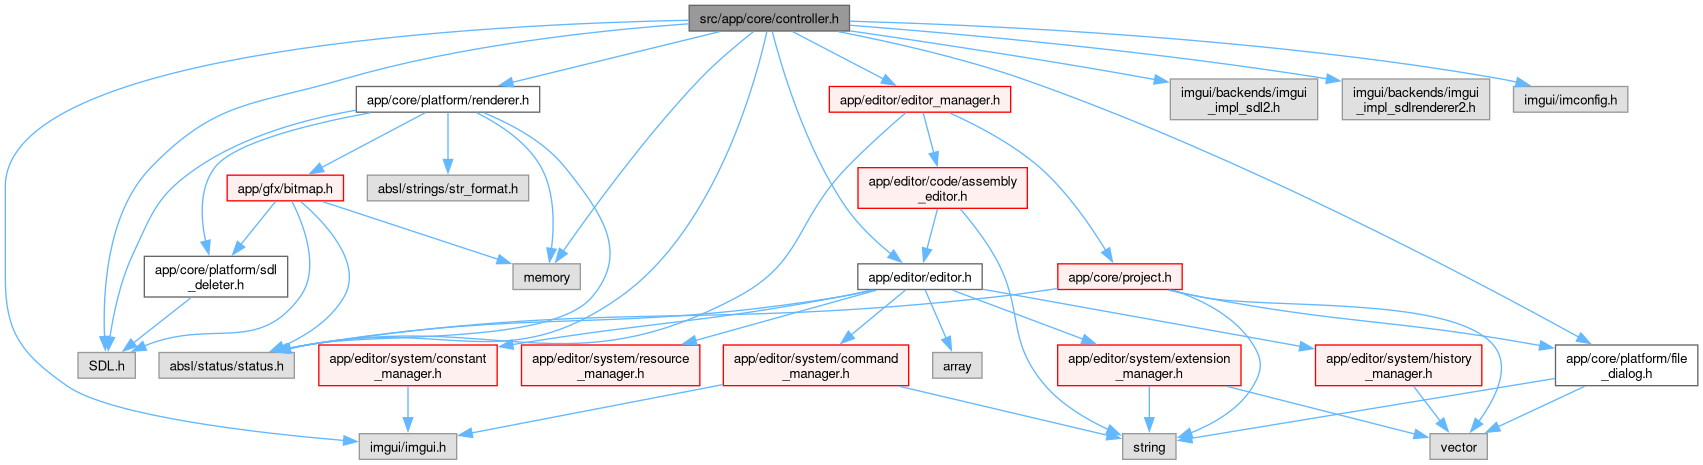 src/app/core/controller.h
app/core/platform/renderer.h
app/editor/editor_manager.h
imgui/backends/imgui
_impl_sdl2.h
imgui/backends/imgui
_impl_sdlrenderer2.h
imgui/imconfig.h
app/gfx/bitmap.h
absl/strings/str_format.h
app/editor/code/assembly
_editor.h
app/core/platform/sdl
_deleter.h
memory
app/editor/editor.h
app/core/project.h
SDL.h
absl/status/status.h
app/editor/system/constant
_manager.h
app/editor/system/resource
_manager.h
app/editor/system/command
_manager.h
array
app/editor/system/extension
_manager.h
app/editor/system/history
_manager.h
app/core/platform/file
_dialog.h
imgui/imgui.h
string
vector